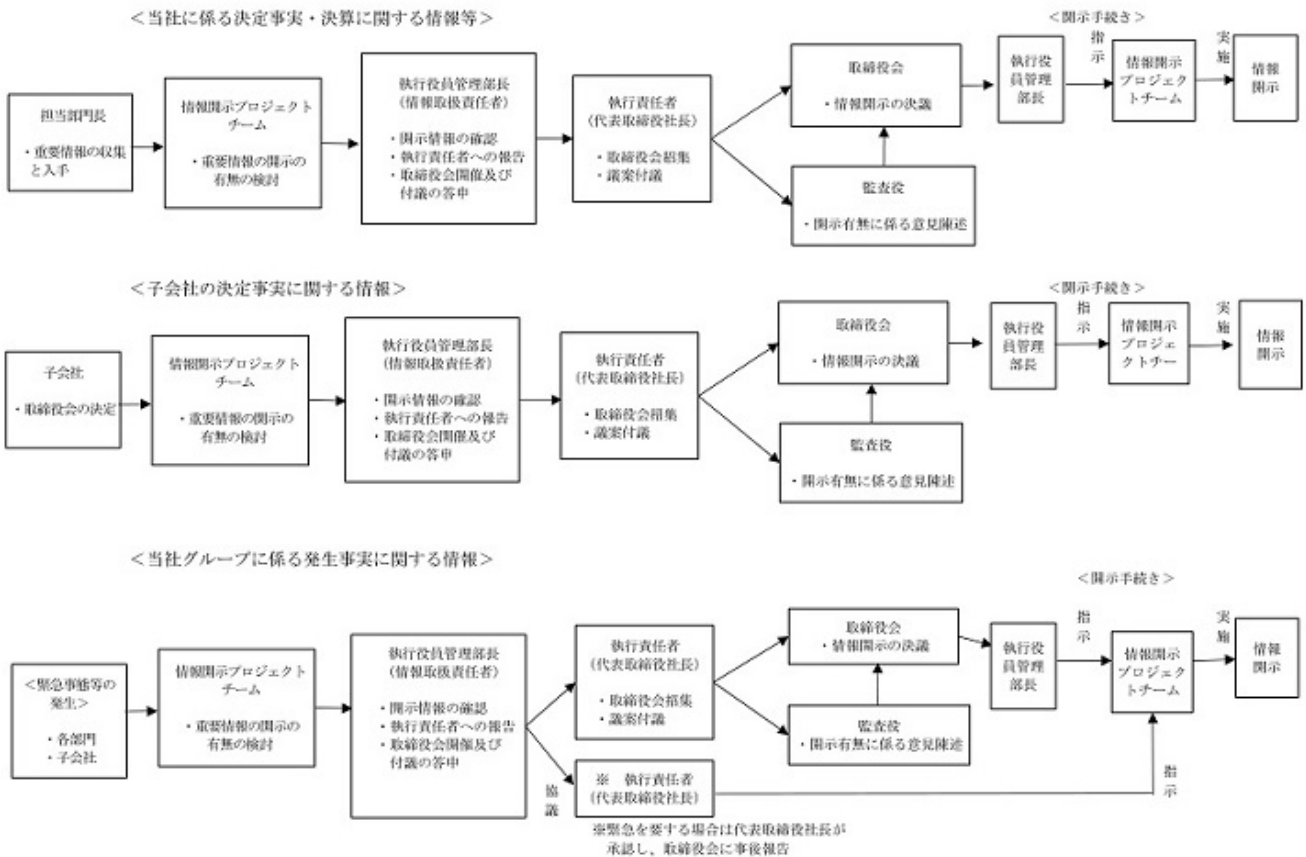 ＜当社に係る決定事実・決算に関する情報等＞
＜開示手続き＞
担当部門長
・重要情報の収集
と入手
情報開示プロジェクト
チーム
・重要情報の開示の
有無の検討
執行役員管理部長
(情報取扱責任者)
・開示情報の確認
・執行責任者への報告
・取締役会開催及び
付議の答申
執行責任者
(代表取締役社長)
・取締役会招集
・議案付議
取締役会
・情報開示の決議
監査役
・開示有無に係る意見陳述
執行役
員管理
部長
指示
情報開示
プロジェ
クトチーム
実施
情報
開示
＜子会社の決定事実に関する情報＞
＜開示手続き＞
子会社
・取締役会の決定
情報開示プロジェクト
チーム
・重要情報の開示の
有無の検討
執行役員管理部長
(情報取扱責任者)
・開示情報の確認
・執行責任者への報告
・取締役会開催及び
付議の答申
執行責任者
(代表取締役社長)
・取締役会招集
・議案付議
取締役会
・情報開示の決議
監査役
・開示有無に係る意見陳述
執行役
員管理
部長
指示
情報開示
プロジェ
クトチー
実施
情報
開示
＜当社グループに係る発生事実に関する情報＞
＜開示手続き＞
＜緊急事態等の
発生＞
・各部門
・子会社
情報開示プロジェクト
チーム
・重要情報の開示の
有無の検討
執行役員管理部長
(情報取扱責任者)
・開示情報の確認
・執行責任者への報告
・取締役会開催及び
付議の答申
執行責任者
(代表取締役社長)
・取締役会招集
・議案付議
取締役会
・情報開示の決議
監査役
・開示有無に係る意見陳述
執行役
員管理
部長
指示
情報開示
プロジェ
クトチーム
実施
情報
開示
協議
※ 執行責任者
(代表取締役社長)
指示
※緊急を要する場合は代表取締役社長が
承認し、取締役会に事後報告